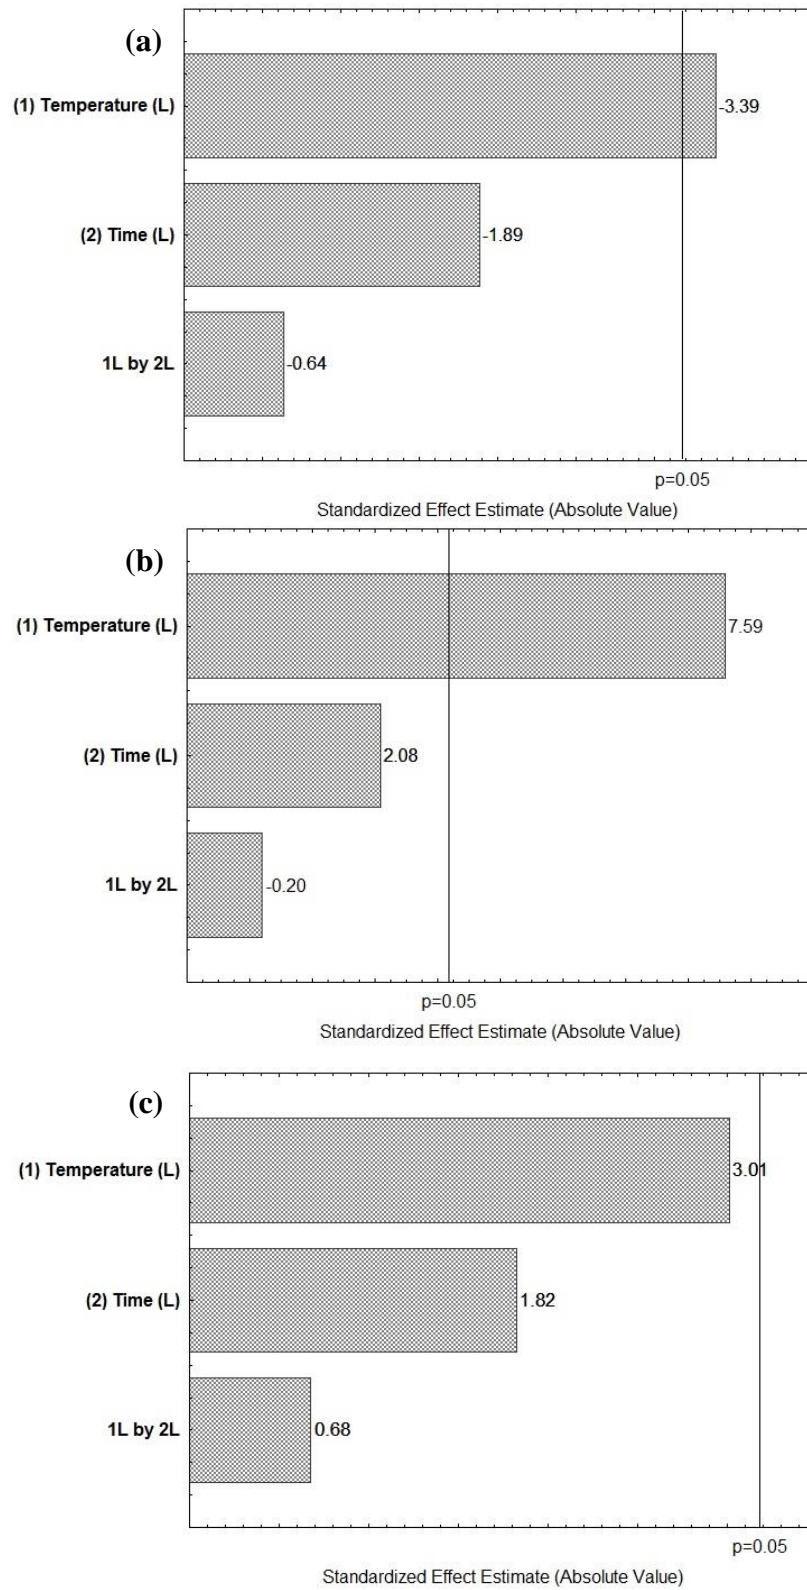 (a)
(1) Temperature (L)
-3.39
(2) Time (L)
-1.89
1L by 2L
-0.64
p=0.05
Standardized Effect Estimate (Absolute Value)
(b)
(1) Temperature (L)
7.59
(2) Time (L)
2.08
1L by 2L
-0.20
p=0.05
Standardized Effect Estimate (Absolute Value)
(c)
(1) Temperature (L)
3.01
(2) Time (L)
1.82
1L by 2L
0.68
p=0.05
Standardized Effect Estimate (Absolute Value)